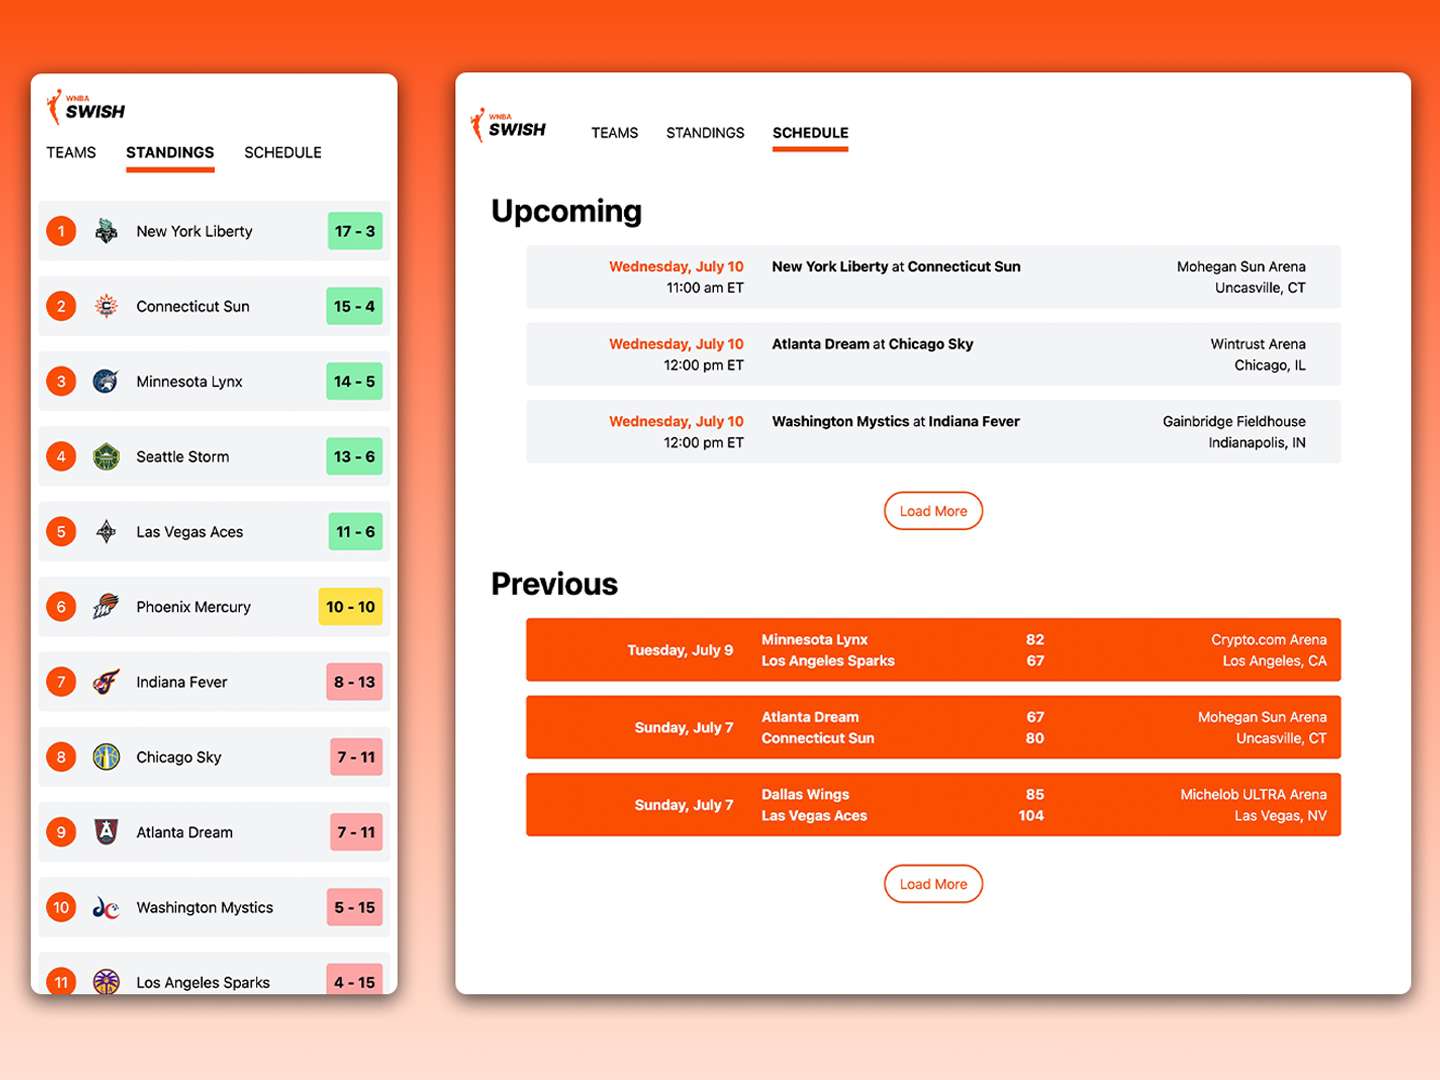 WNBA
SWISH
TEAMS STANDINGS SCHEDULE
1 New York Liberty 17 - 3
2 Connecticut Sun 15 - 4
3 Minnesota Lynx 14 - 5
4 Seattle Storm 13 - 6
5 Las Vegas Aces 11 - 6
6 Phoenix Mercury 10 - 10
7 Indiana Fever 8 - 13
8 Chicago Sky 7 - 11
9 Atlanta Dream 7 - 11
10 Washington Mystics 5 - 15
11 Los Angeles Sparks 4 - 15
WNBA
SWISH
TEAMS STANDINGS SCHEDULE
Upcoming
Wednesday, July 10 New York Liberty at Connecticut Sun Mohegan Sun Arena
11:00 am ET Uncasville, CT
Wednesday, July 10 Atlanta Dream at Chicago Sky Wintrust Arena
12:00 pm ET Chicago, IL
Wednesday, July 10 Washington Mystics at Indiana Fever Gainbridge Fieldhouse
12:00 pm ET Indianapolis, IN
Load More
Previous
Tuesday, July 9
Minnesota Lynx 82 Crypto.com Arena
Los Angeles Sparks 67 Los Angeles, CA
Sunday, July 7
Atlanta Dream 67 Mohegan Sun Arena
Connecticut Sun 80 Uncasville, CT
Sunday, July 7
Dallas Wings 85 Michelob ULTRA Arena
Las Vegas Aces 104 Las Vegas, NV
Load More